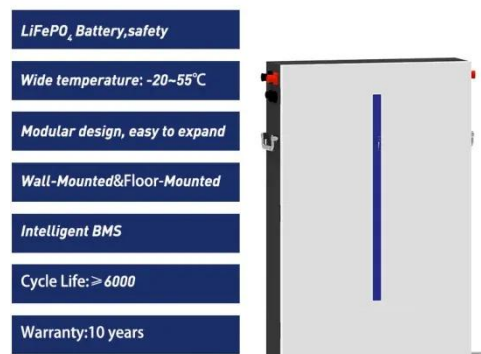 LiFePO₄ Battery,safety
Wide temperature: -20~55℃
Modular design, easy to expand
Wall-Mounted&Floor-Mounted
Intelligent BMS
Cycle Life:≥6000
Warranty:10 years